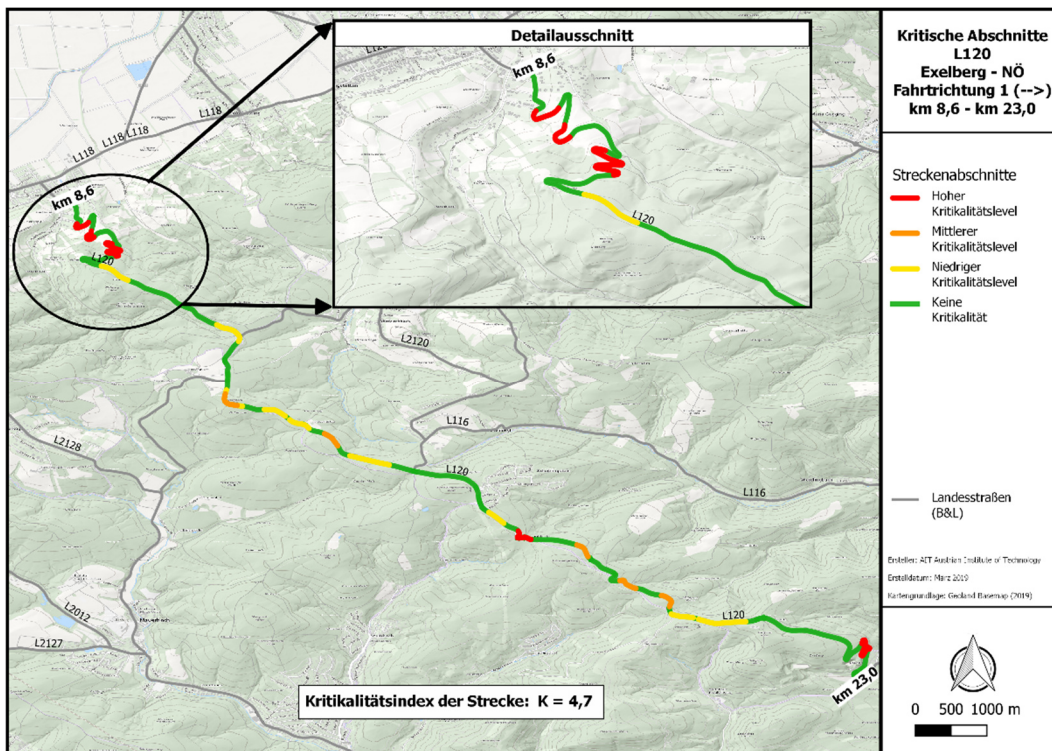 Detailausschnitt
km 8,6
L120
L118
L118 L118
L118
km 8,6
L120
L2120
L116
L2128
L120
L116
L2012
L2127
L120
km 23,0
Kritikalitätsindex der Strecke: K = 4,7
Kritische Abschnitte
L120
Exelberg - NÖ
Fahrtrichtung 1 (-->)
km 8,6 - km 23,0
Streckenabschnitte
Hoher
Kritikalitätslevel
Mittlerer
Kritikalitätslevel
Niedriger
Kritikalitätslevel
Keine
Kritikalität
Landesstraßen
(B&L)
Ersteller: AIT Austrian Institute of Technology
Erstelldatum: März 2019
Kartengrundlage: Geoland Basemap (2019)
0 500 1000 m